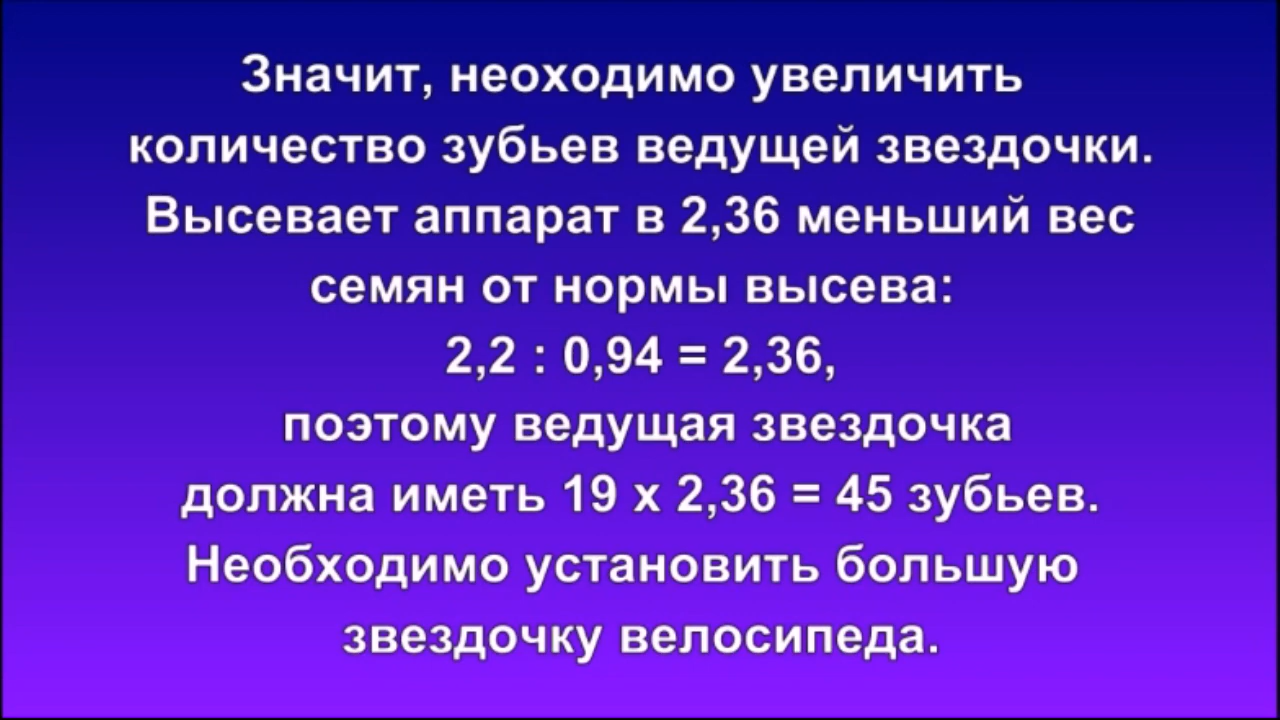 Значит, неоходимо увеличить
количество зубьев ведущей звездочки.
Высевает аппарат в 2,36 меньший вес
семян от нормы высева:
2,2 : 0,94 = 2,36,
поэтому ведущая звездочка
должна иметь 19 х 2,36 = 45 зубьев.
Необходимо установить большую
звездочку велосипеда.